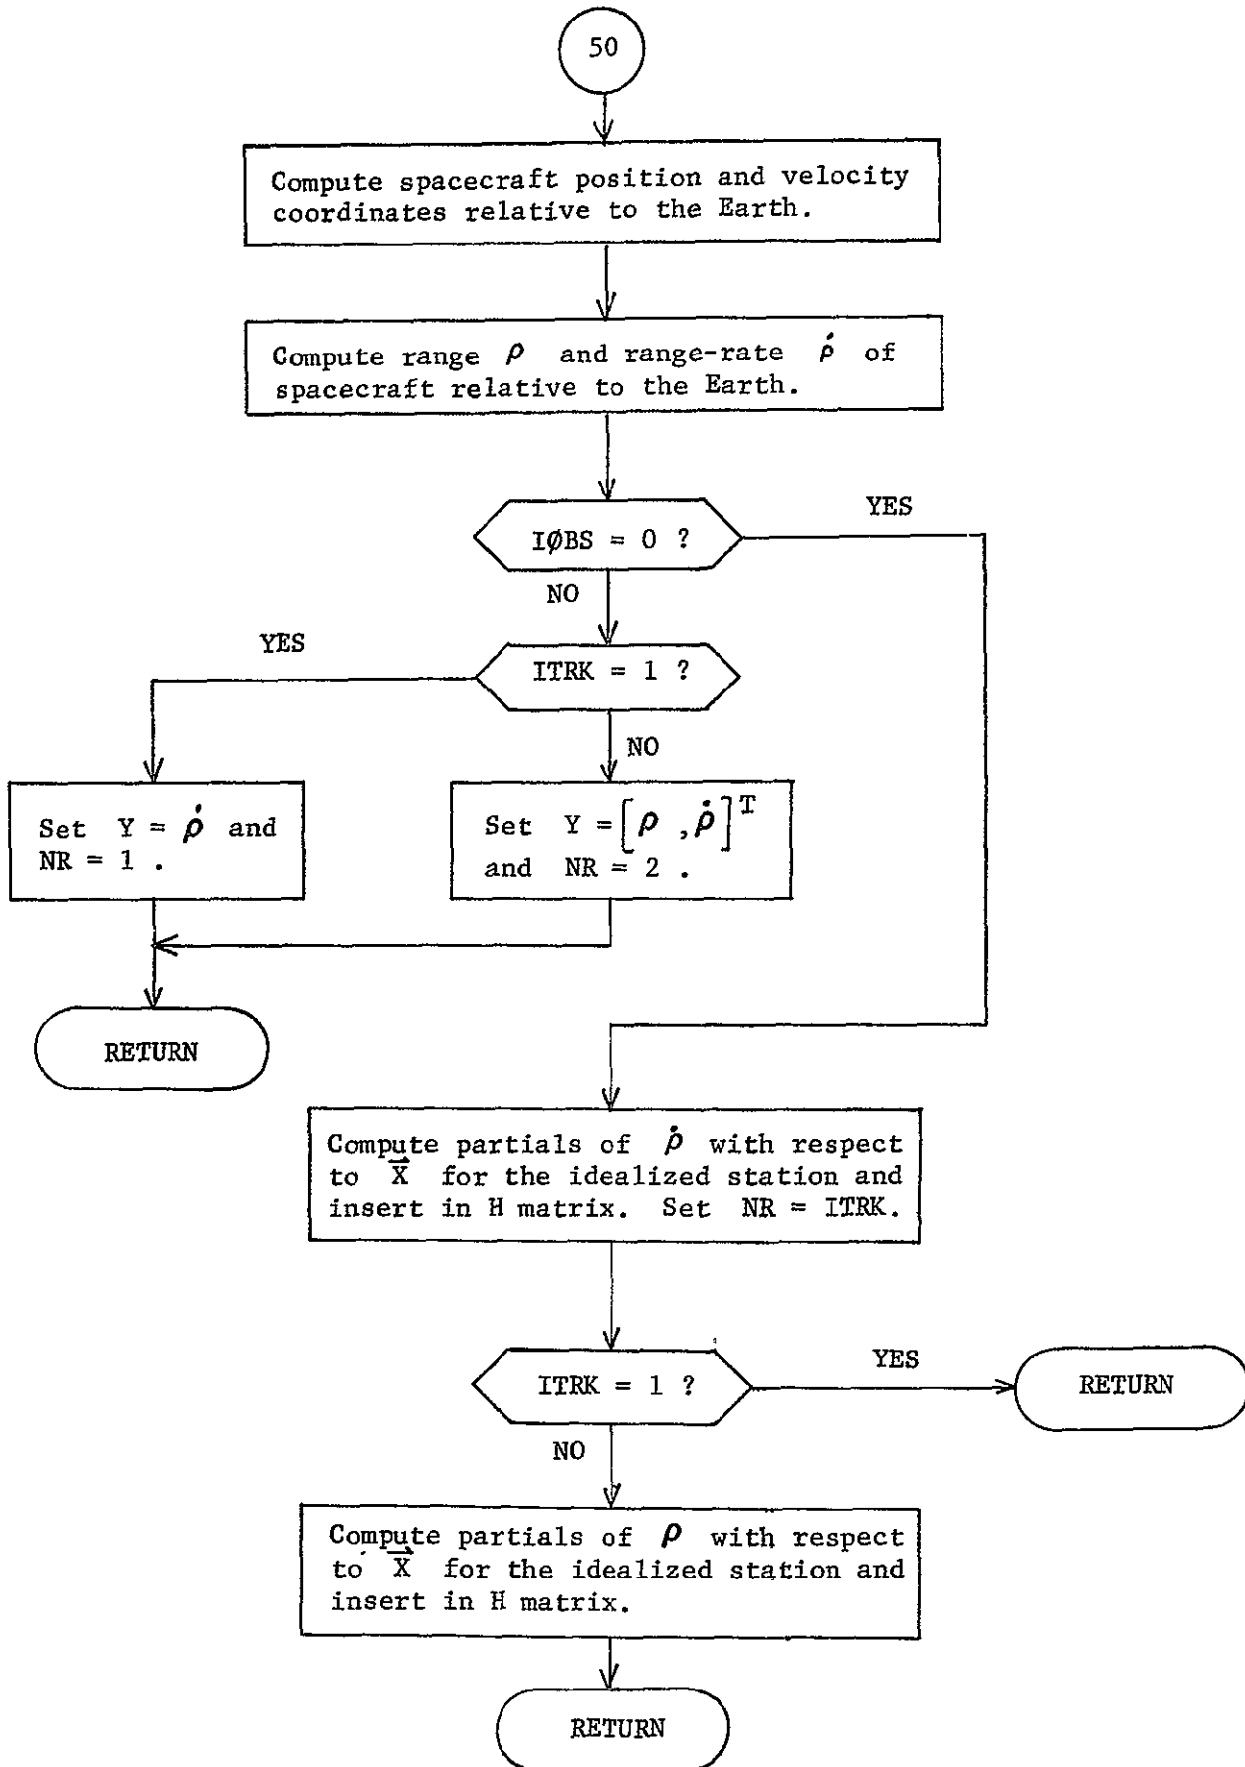 50
Compute spacecraft position and velocity
coordinates relative to the Earth.
Compute range ρ and range-rate ρ̇ of
spacecraft relative to the Earth.
IØBS = 0 ?
YES
NO
YES
ITRK = 1 ?
NO
Set Y = ρ̇ and
NR = 1 .
Set Y = [ρ , ρ̇]ᵀ
and NR = 2 .
RETURN
Compute partials of ρ̇ with respect
to X⃗ for the idealized station and
insert in H matrix. Set NR = ITRK.
ITRK = 1 ?
YES
RETURN
NO
Compute partials of ρ with respect
to X⃗ for the idealized station and
insert in H matrix.
RETURN